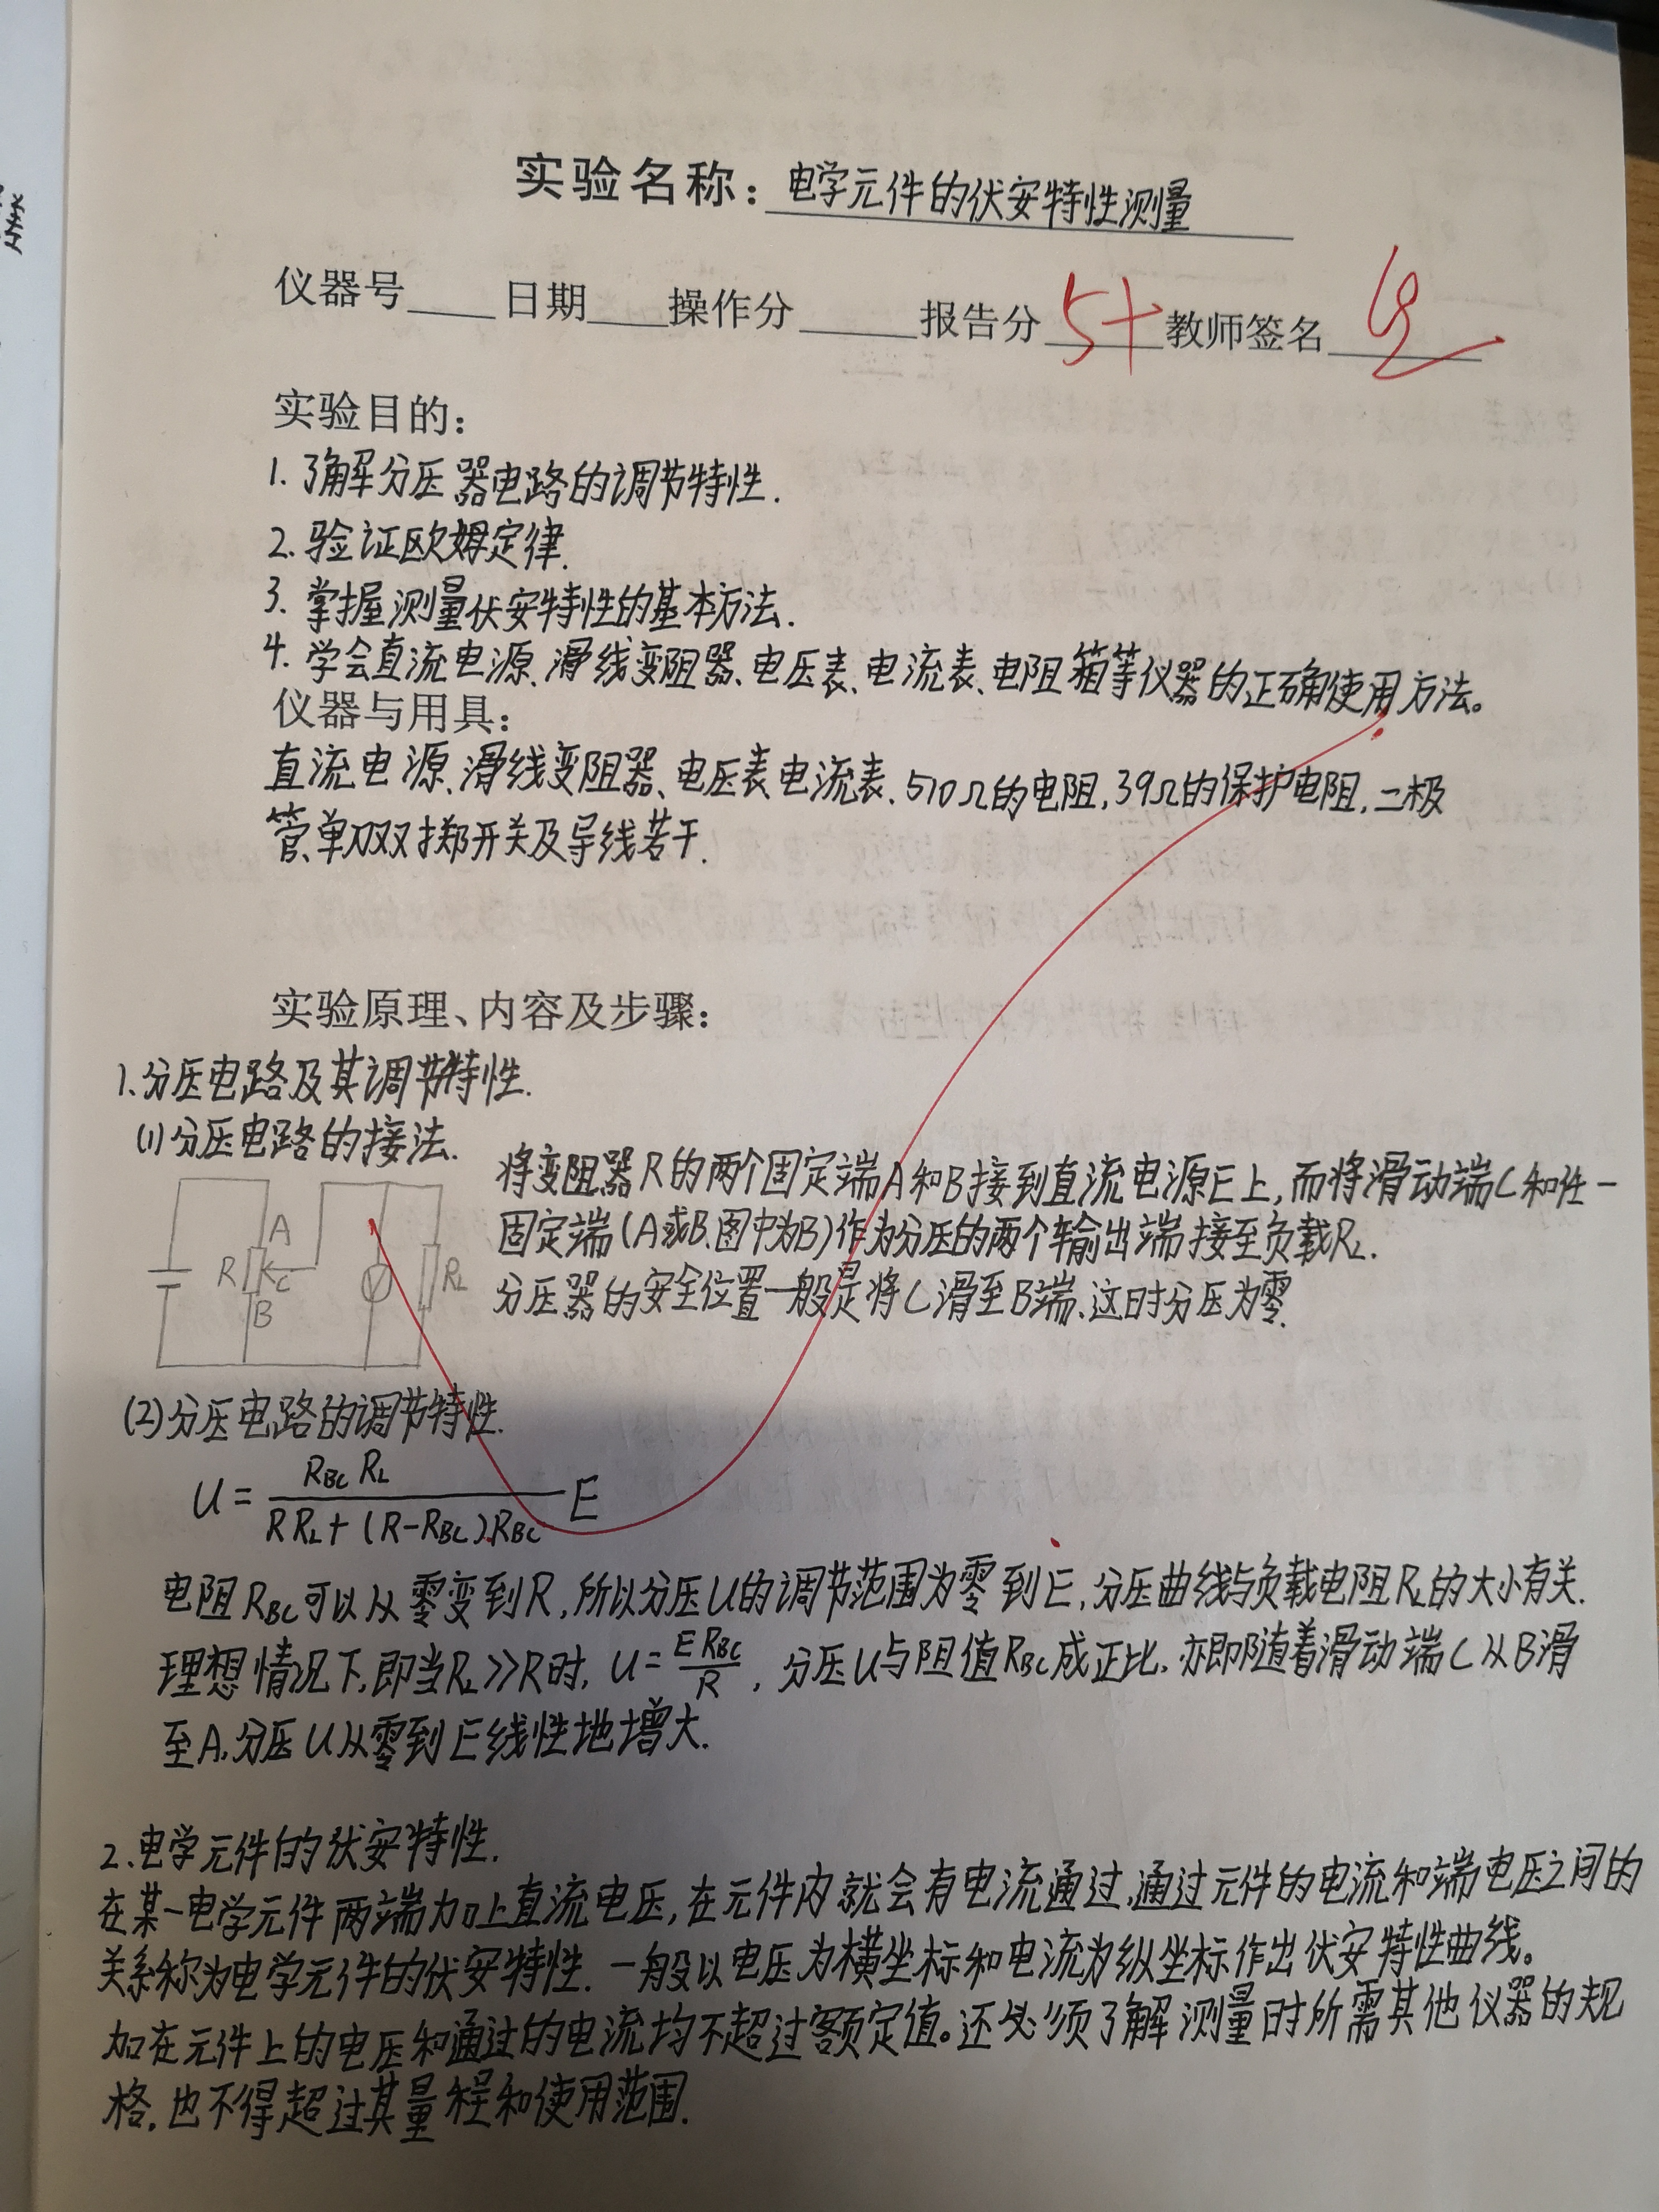 实验名称：电学元件的伏安特性测量
仪器号____日期____操作分____报告分 5+ 教师签名____
实验目的：
1. 了解分压器电路的调节特性.
2. 验证欧姆定律.
3. 掌握测量伏安特性的基本方法.
4. 学会直流电源、滑线变阻器、电压表、电流表、电阻箱等仪器的正确使用方法。
仪器与用具：
直流电源、滑线变阻器、电压表、电流表、510Ω的电阻,39Ω的保护电阻,二极
管、单刀双掷开关及导线若干.
实验原理、内容及步骤：
1.分压电路及其调节特性.
(1)分压电路的接法.
将变阻器R的两个固定端A和B接到直流电源E上,而将滑动端C和任一
固定端(A或B,图中为B)作为分压的两个输出端接至负载RL.
分压器的安全位置一般是将C滑至B端,这时分压为零.
A
R
C
B
V
RL
(2)分压电路的调节特性.
U = RBC RL / RRL + (R-RBC).RBC E
电阻RBC可以从零变到R,所以分压U的调节范围为零到E,分压曲线与负载电阻RL的大小有关.
理想情况下,即当RL>>R时, U = E RBC / R , 分压U与阻值RBC成正比,亦即随着滑动端C从B滑
至A,分压U从零到E线性地增大.
2.电学元件的伏安特性.
在某一电学元件两端加上直流电压,在元件内就会有电流通过,通过元件的电流和端电压之间的
关系称为电学元件的伏安特性.一般以电压为横坐标和电流为纵坐标作出伏安特性曲线。
加在元件上的电压和通过的电流均不超过额定值。还必须了解测量时所需其他仪器的规
格,也不得超过其量程和使用范围.